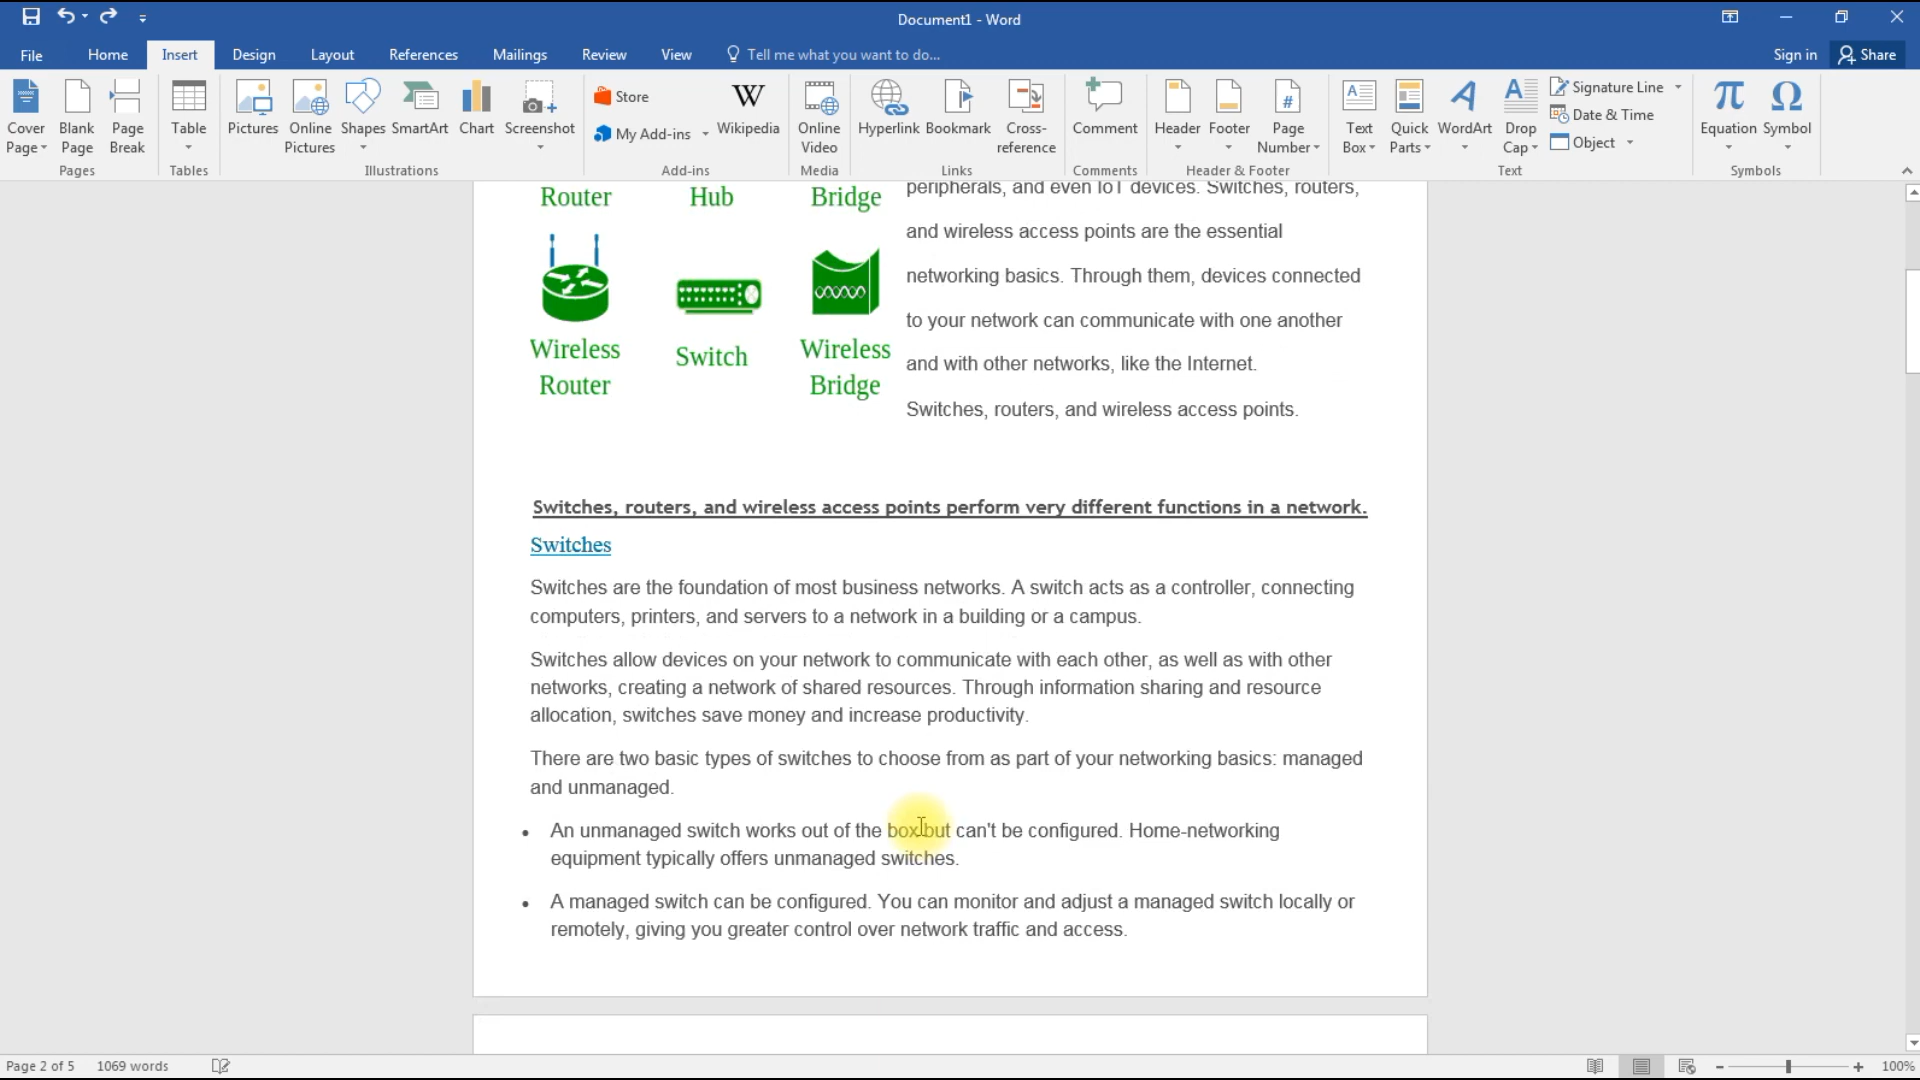 Document1 - Word
File Home Insert Design Layout References Mailings Review View Tell me what you want to do... Sign in Share
Cover Page
Blank Page
Page Break
Pages
Table
Tables
Pictures
Online Pictures
Shapes
SmartArt
Chart
Screenshot
Illustrations
Store
My Add-ins
Wikipedia
Add-ins
Online Video
Media
Hyperlink
Bookmark
Cross-reference
Links
Comment
Comments
Header
Footer
Page Number
Header & Footer
Text Box
Quick Parts
WordArt
Drop Cap
Signature Line
Date & Time
Object
Text
Equation
Symbol
Symbols
Router Hub Bridge
Wireless Router
Switch
Wireless Bridge
peripherals, and even IoT devices. Switches, routers,
and wireless access points are the essential
networking basics. Through them, devices connected
to your network can communicate with one another
and with other networks, like the Internet.
Switches, routers, and wireless access points.
Switches, routers, and wireless access points perform very different functions in a network.
Switches
Switches are the foundation of most business networks. A switch acts as a controller, connecting
computers, printers, and servers to a network in a building or a campus.
Switches allow devices on your network to communicate with each other, as well as with other
networks, creating a network of shared resources. Through information sharing and resource
allocation, switches save money and increase productivity.
There are two basic types of switches to choose from as part of your networking basics: managed
and unmanaged.
• An unmanaged switch works out of the box but can't be configured. Home-networking
equipment typically offers unmanaged switches.
• A managed switch can be configured. You can monitor and adjust a managed switch locally or
remotely, giving you greater control over network traffic and access.
Page 2 of 5 1069 words 100%